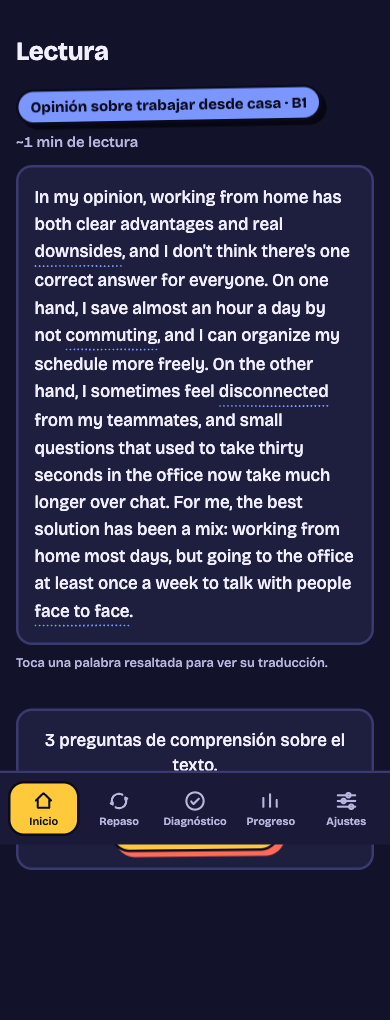 Lectura
Opinión sobre trabajar desde casa · B1
~1 min de lectura
In my opinion, working from home has
both clear advantages and real
downsides, and I don't think there's one
correct answer for everyone. On one
hand, I save almost an hour a day by
not commuting, and I can organize my
schedule more freely. On the other
hand, I sometimes feel disconnected
from my teammates, and small
questions that used to take thirty
seconds in the office now take much
longer over chat. For me, the best
solution has been a mix: working from
home most days, but going to the office
at least once a week to talk with people
face to face.
Toca una palabra resaltada para ver su traducción.
3 preguntas de comprensión sobre el
texto.
Inicio
Repaso
Diagnóstico
Progreso
Ajustes